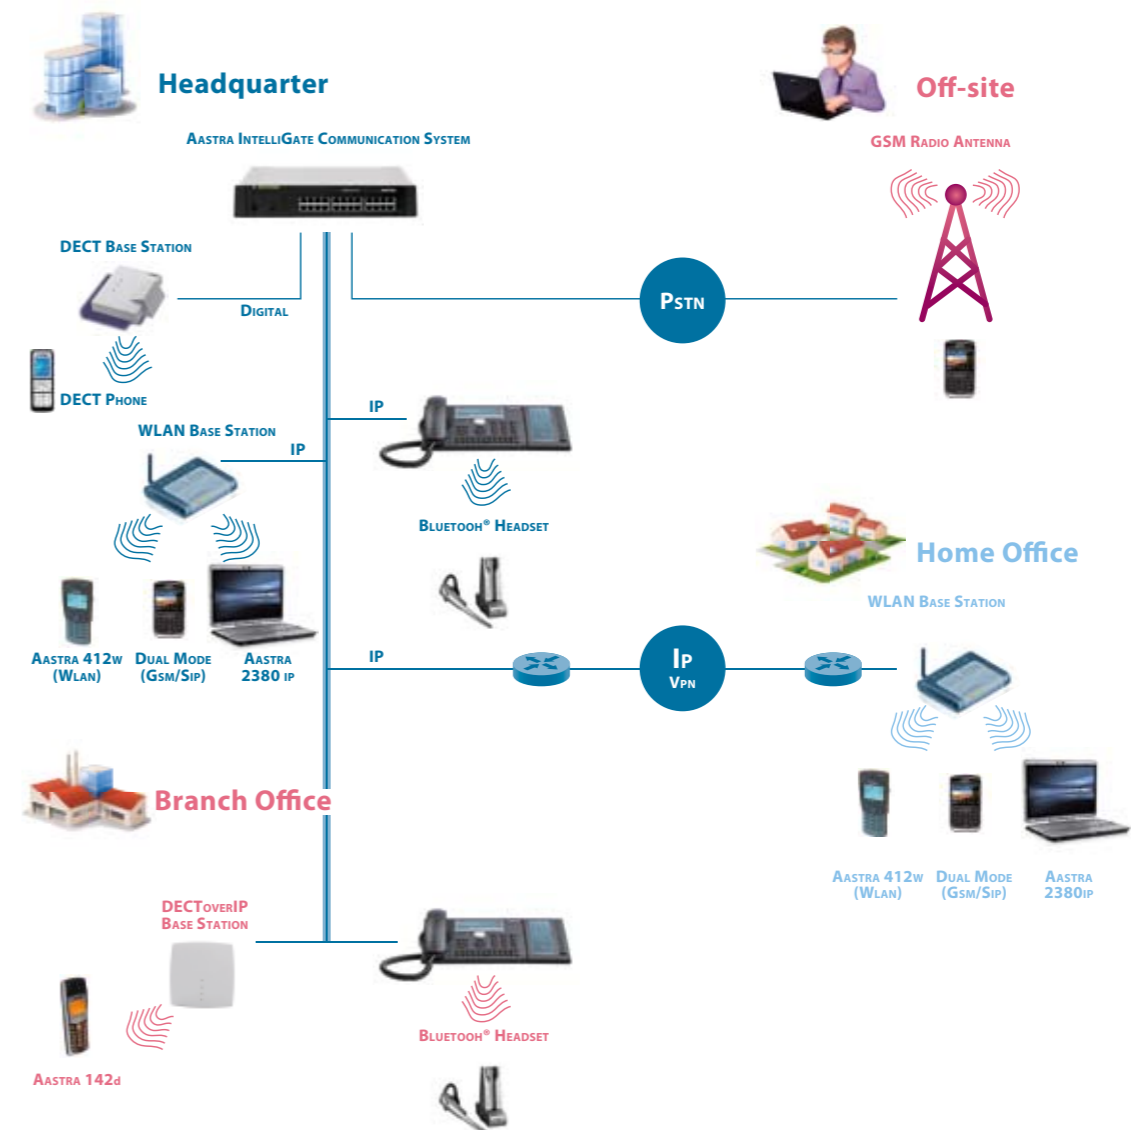 Headquarter
Off-site
Aastra IntelliGate Communication System
GSM Radio Antenna
DECT Base Station
Digital
Pstn
DECT Phone
IP
WLAN Base Station
IP
Bluetooh® Headset
Home Office
WLAN Base Station
Aastra 412w
(Wlan)
Dual Mode
(Gsm/Sip)
Aastra
2380 ip
IP
Ip
Vpn
Branch Office
Aastra 412w
(Wlan)
Dual Mode
(Gsm/Sip)
Aastra
2380ip
DECToverIP
Base Station
Bluetooh® Headset
Aastra 142d